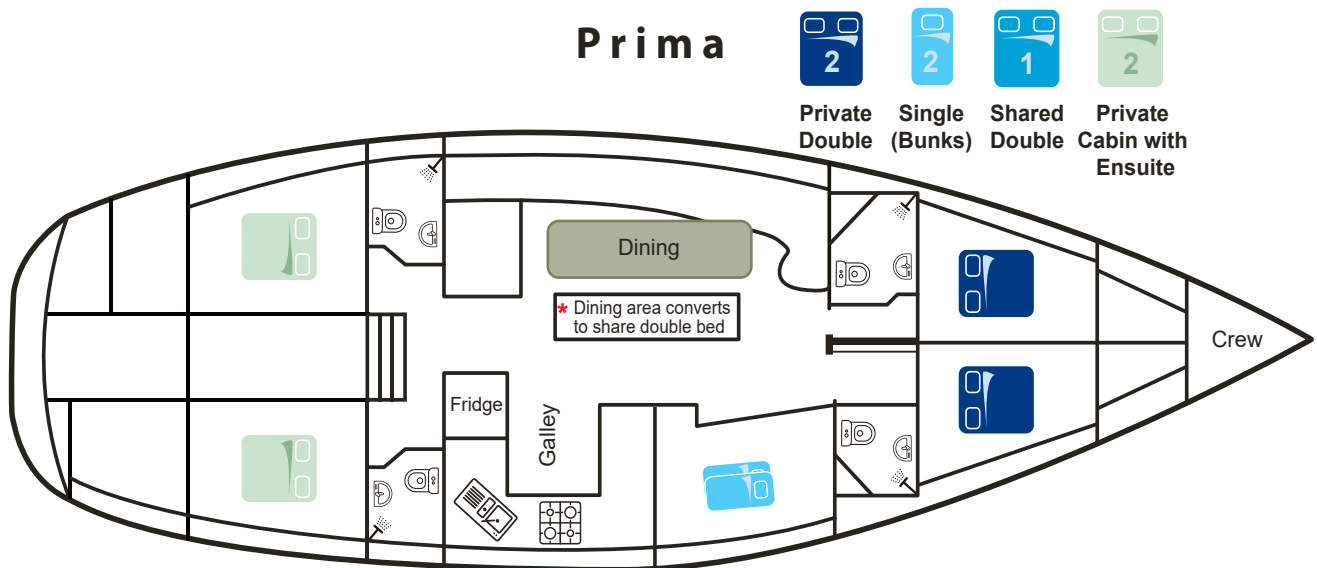 Prima
2
2
1
2
Private
Double
Single
(Bunks)
Shared
Double
Private
Cabin with
Ensuite
Dining
* Dining area converts
to share double bed
Crew
Fridge
Galley